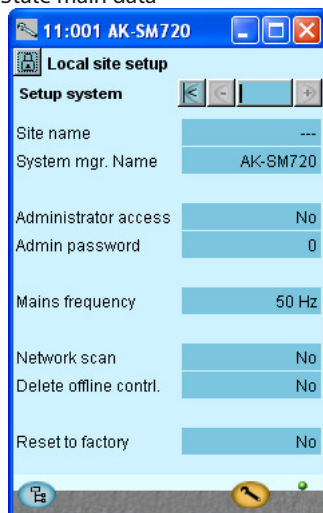 State main data
11:001 AK-SM720
Local site setup
Setup system
Site name ---
System mgr. Name AK-SM720
Administrator access No
Admin password 0
Mains frequency 50 Hz
Network scan No
Delete offline contrl. No
Reset to factory No